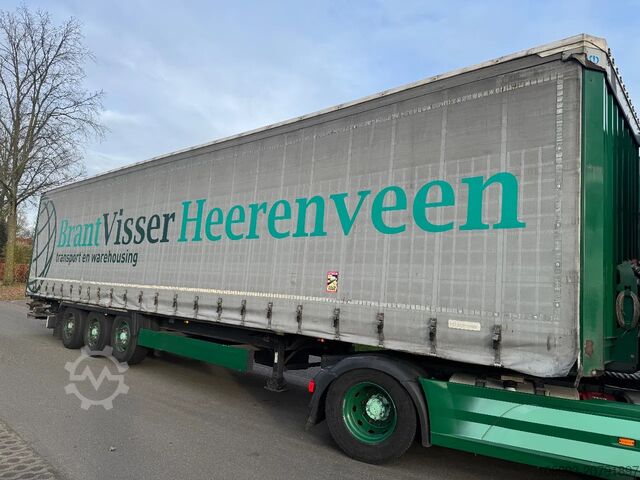 BrantVisser Heerenveen
transport en warehousing